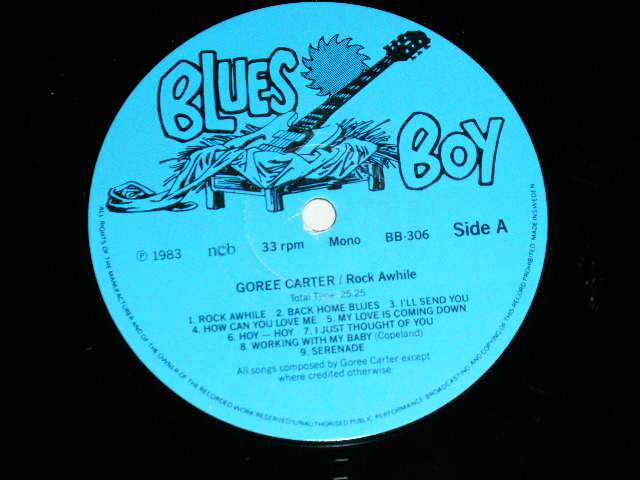 BLUES
BOY
℗ 1983 ncb 33 rpm Mono BB-306 Side A
GOREE CARTER / Rock Awhile
Total Time: 25.25
1. ROCK AWHILE 2. BACK HOME BLUES 3. I'LL SEND YOU
4. HOW CAN YOU LOVE ME 5. MY LOVE IS COMING DOWN
6. HOY — HOY 7. I JUST THOUGHT OF YOU
8. WORKING WITH MY BABY (Copeland)
9. SERENADE
All songs composed by Goree Carter except
where credited otherwise
ALL RIGHTS OF THE MANUFACTURER AND OF THE OWNER OF THE RECORDED WORK RESERVED*UNAUTHORISED PUBLIC PERFORMANCE BROADCASTING AND COPYING OF THIS RECORD PROHIBITED MADE IN SWEDEN